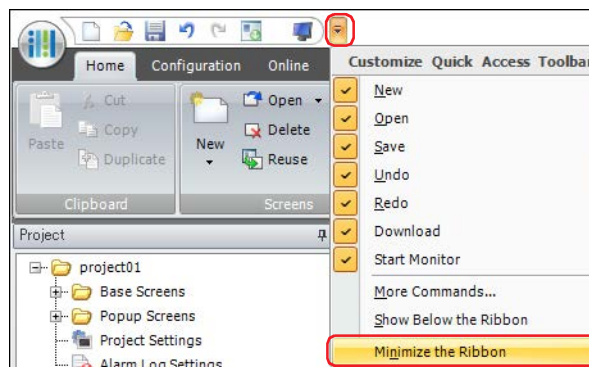 Home Configuration Online
Cut
Copy
Duplicate
Paste
Clipboard
New
Open
Delete
Reuse
Screens
Project
project01
Base Screens
Popup Screens
Project Settings
Alarm Log Settings
Customize Quick Access Toolbar
New
Open
Save
Undo
Redo
Download
Start Monitor
More Commands...
Show Below the Ribbon
Minimize the Ribbon